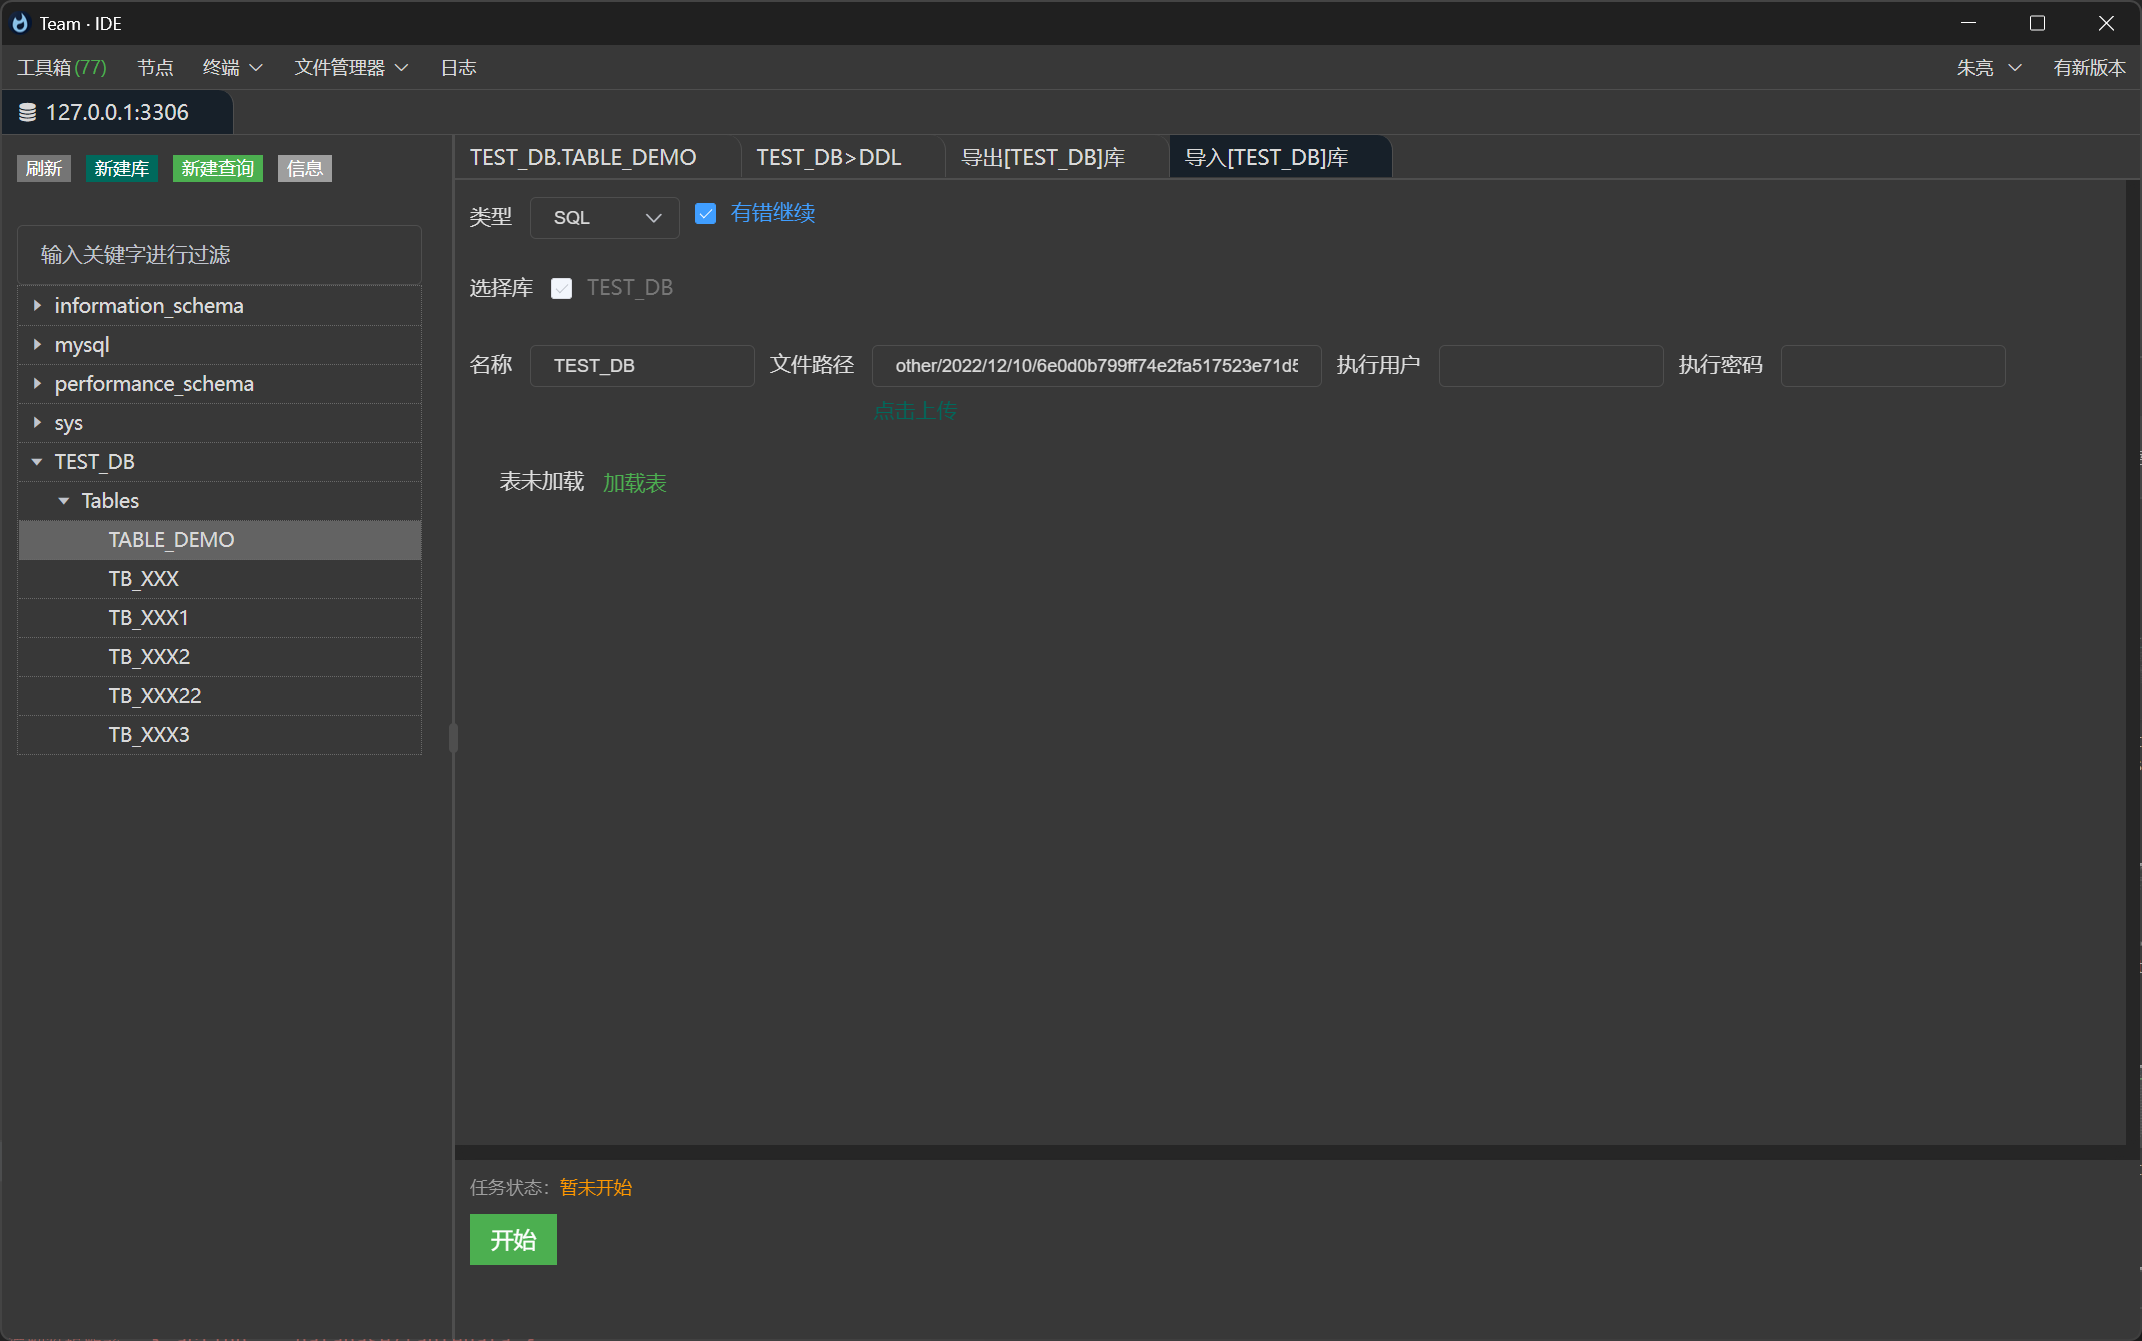 Team · IDE
工具箱(77) 节点 终端 文件管理器 日志 朱亮 有新版本
127.0.0.1:3306
刷新 新建库 新建查询 信息
输入关键字进行过滤
information_schema
mysql
performance_schema
sys
TEST_DB
Tables
TABLE_DEMO
TB_XXX
TB_XXX1
TB_XXX2
TB_XXX22
TB_XXX3
TEST_DB.TABLE_DEMO TEST_DB>DDL 导出[TEST_DB]库 导入[TEST_DB]库
类型 SQL 有错继续
选择库 TEST_DB
名称 TEST_DB 文件路径 other/2022/12/10/6e0d0b799ff74e2fa517523e71d5 执行用户 执行密码
点击上传
表未加载 加载表
任务状态: 暂未开始
开始